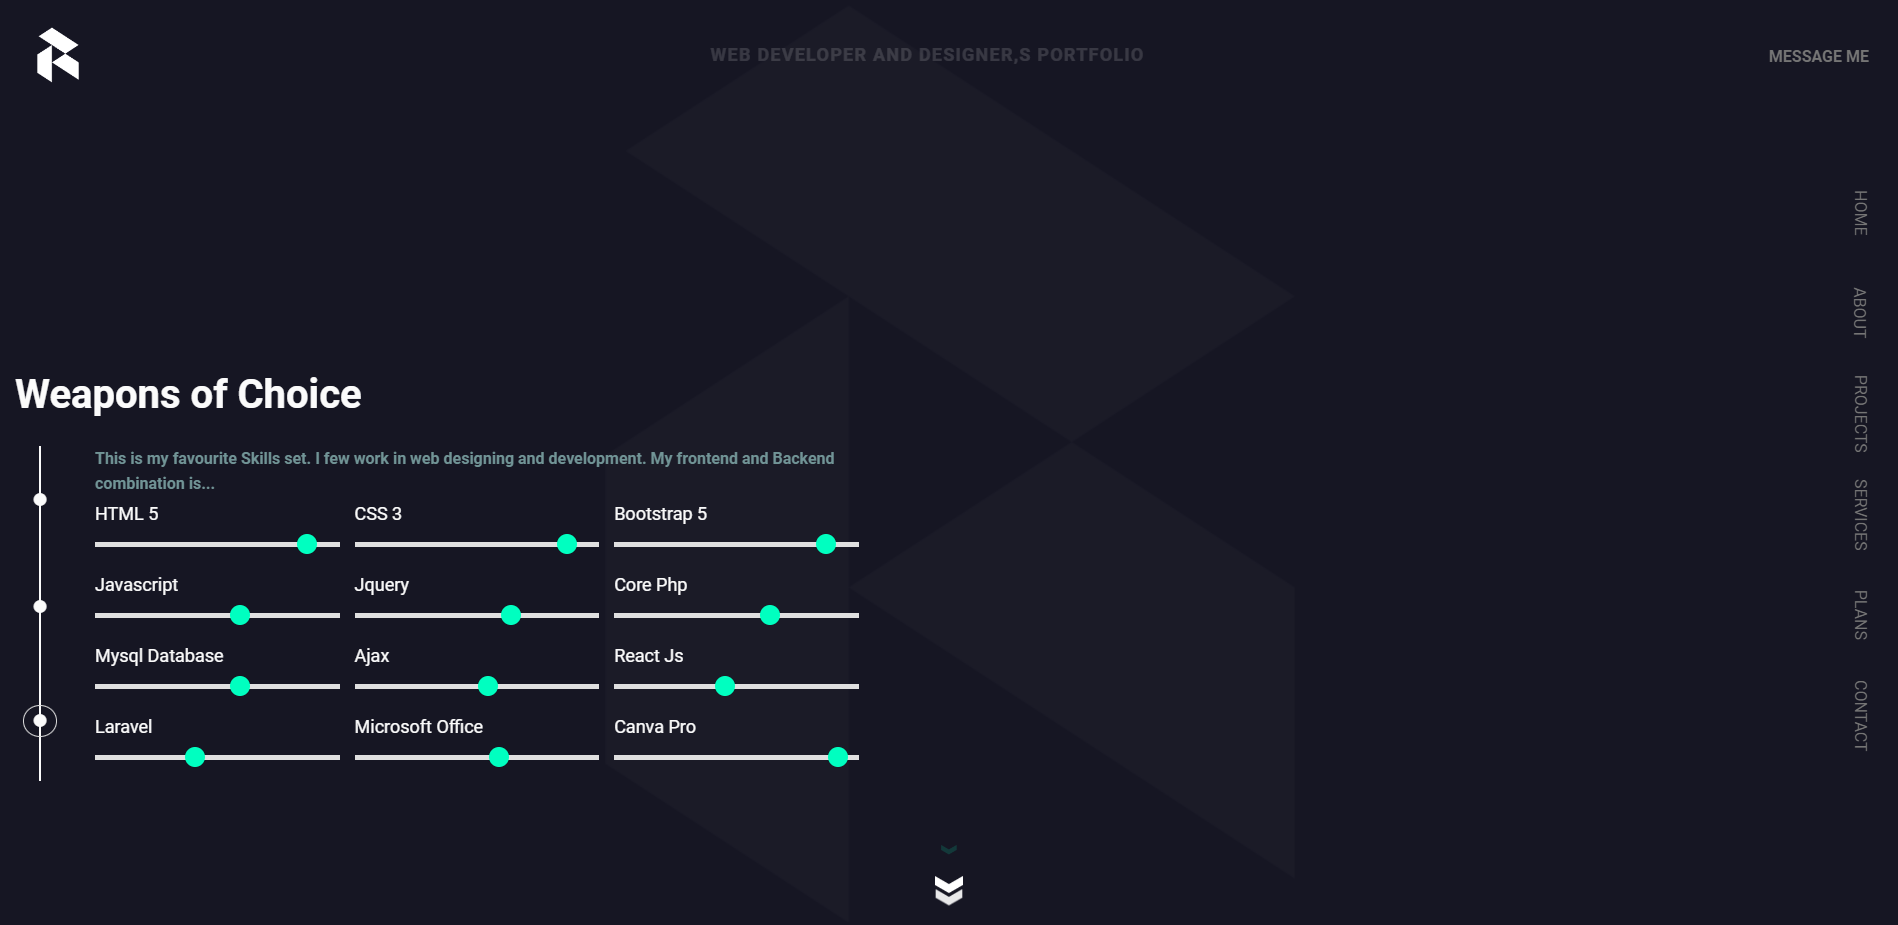 WEB DEVELOPER AND DESIGNER,S PORTFOLIO
MESSAGE ME
HOME
ABOUT
PROJECTS
SERVICES
PLANS
CONTACT
Weapons of Choice
This is my favourite Skills set. I few work in web designing and development. My frontend and Backend
combination is...
HTML 5
CSS 3
Bootstrap 5
Javascript
Jquery
Core Php
Mysql Database
Ajax
React Js
Laravel
Microsoft Office
Canva Pro